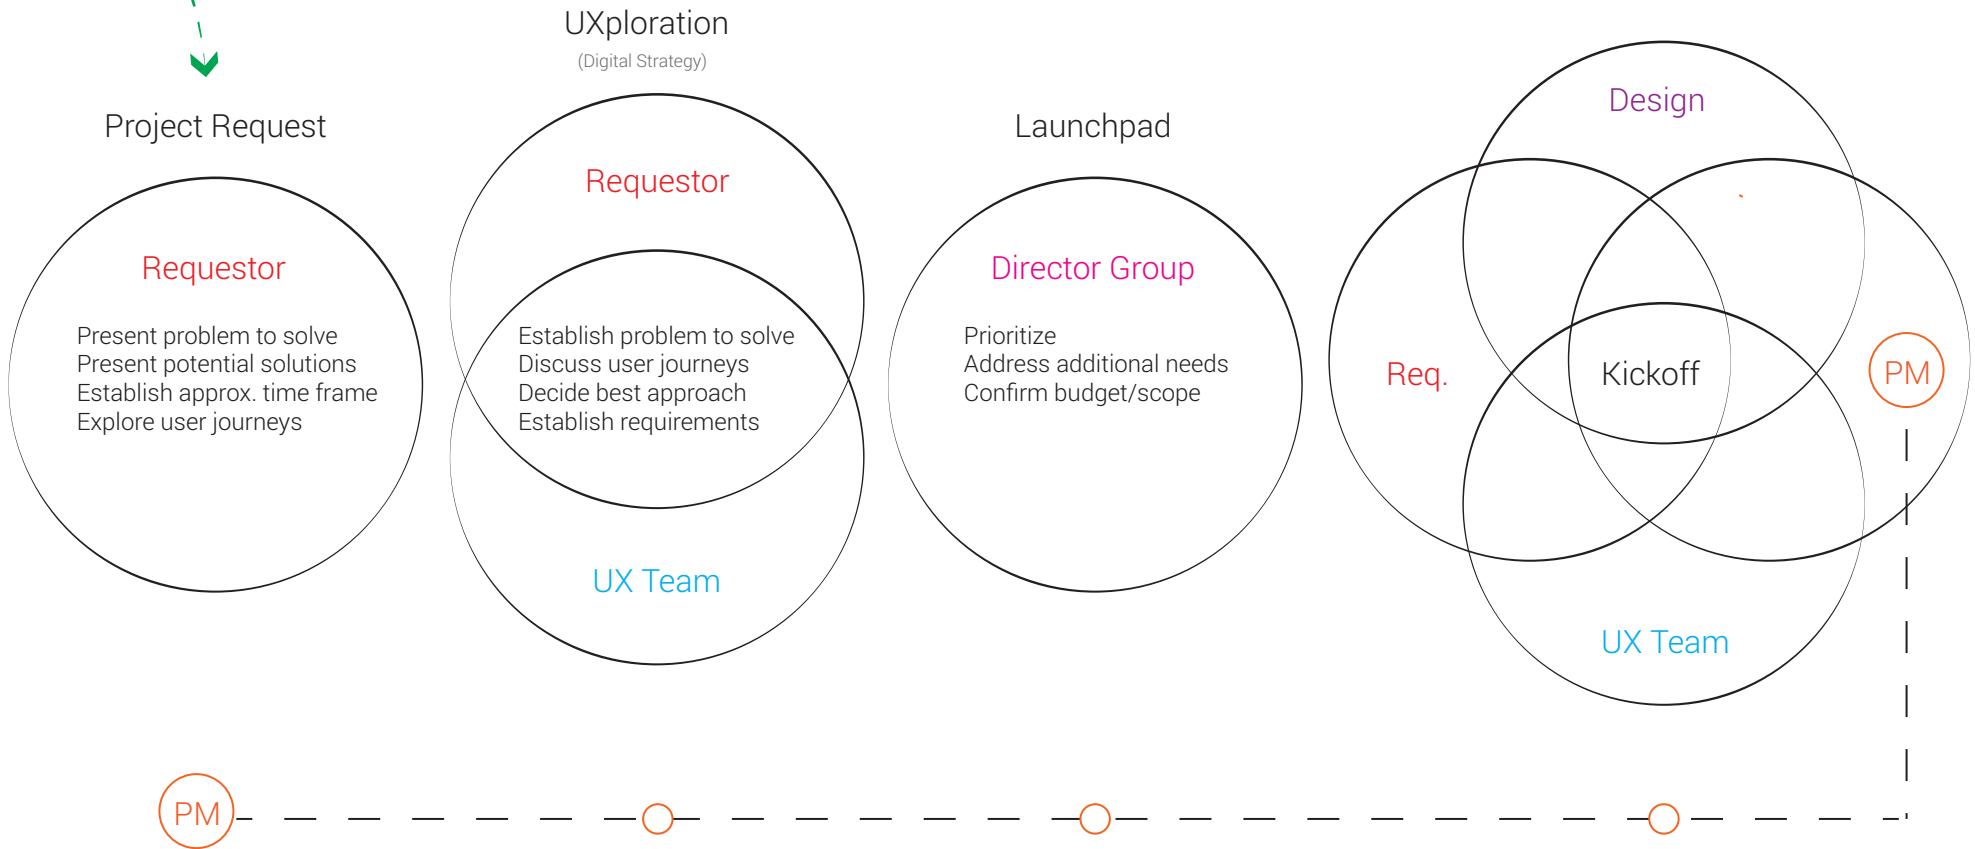 Project Request
Requestor
Present problem to solve
Present potential solutions
Establish approx. time frame
Explore user journeys
UXploration
(Digital Strategy)
Requestor
Establish problem to solve
Discuss user journeys
Decide best approach
Establish requirements
UX Team
Launchpad
Director Group
Prioritize
Address additional needs
Confirm budget/scope
Design
Req.
Kickoff
PM
UX Team
PM